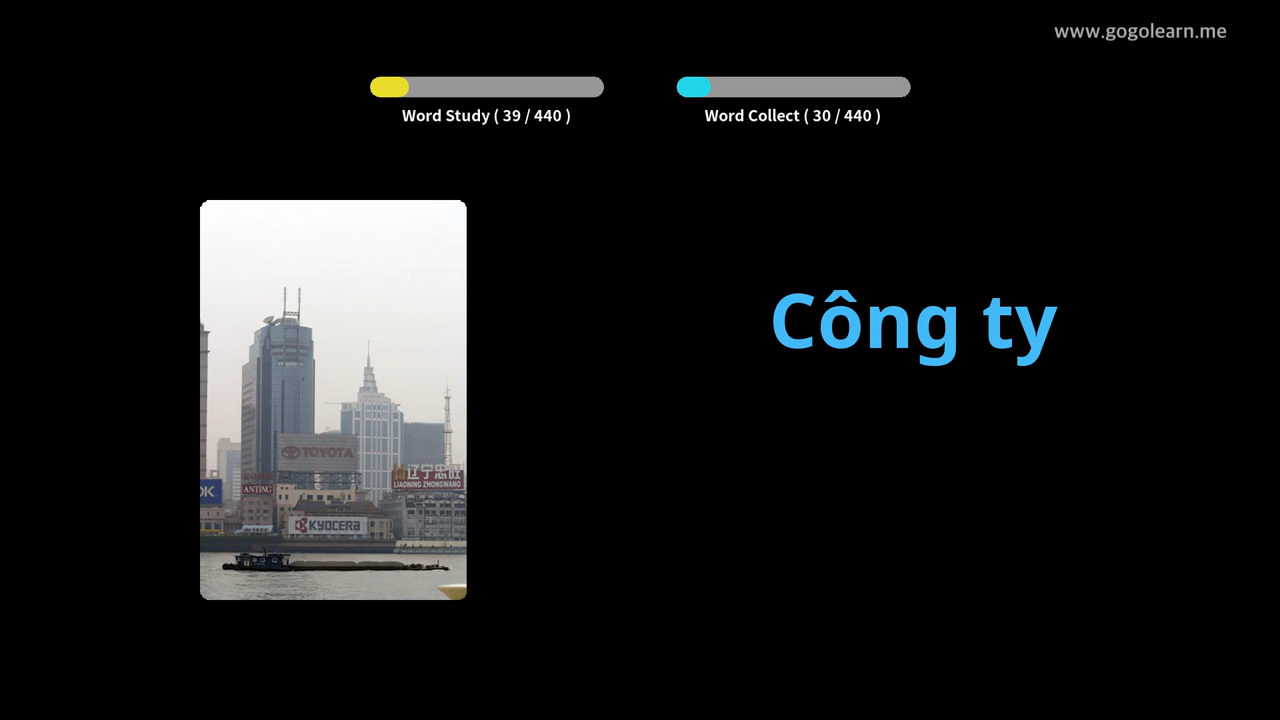 www.gogolearn.me
Word Study ( 39 / 440 )
Word Collect ( 30 / 440 )
Công ty
TOYOTA
辽宁忠旺
LIAONING ZHONGWANG
OK
ANTING
KYOCERA